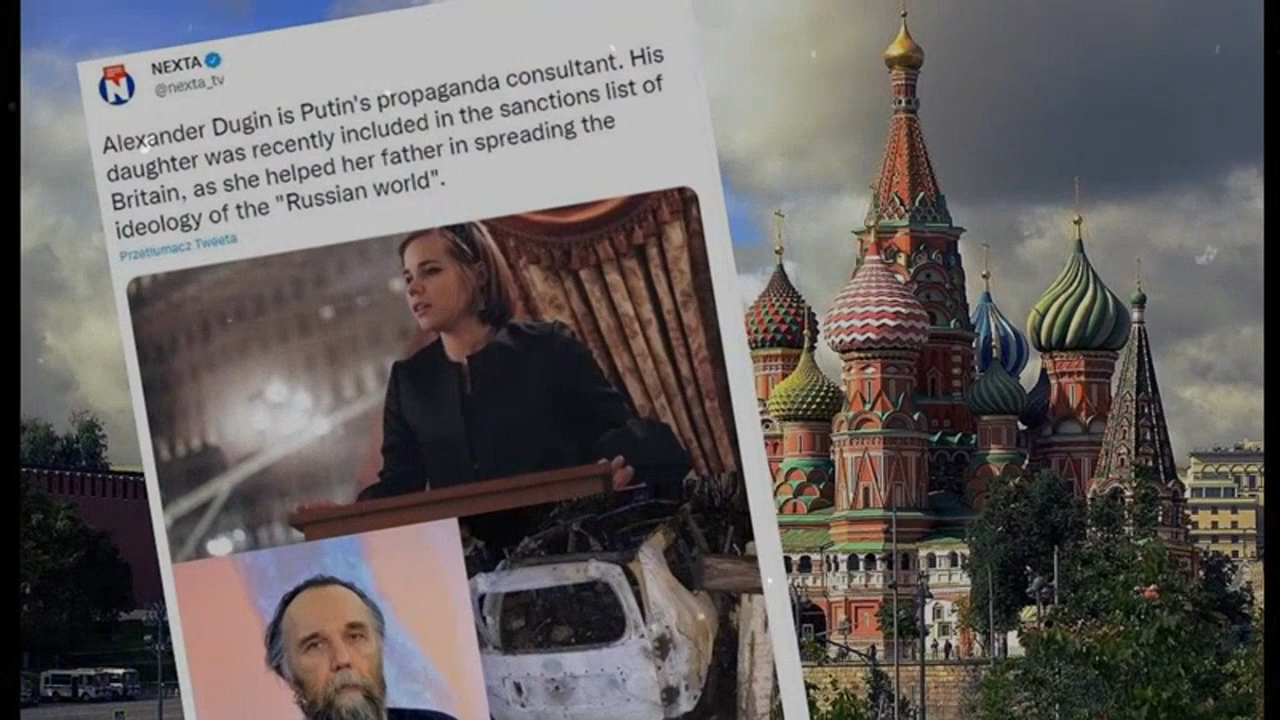 NEXTA
@nexta_tv
Alexander Dugin is Putin's propaganda consultant. His
daughter was recently included in the sanctions list of
Britain, as she helped her father in spreading the
ideology of the "Russian world".
Przetłumacz Tweeta